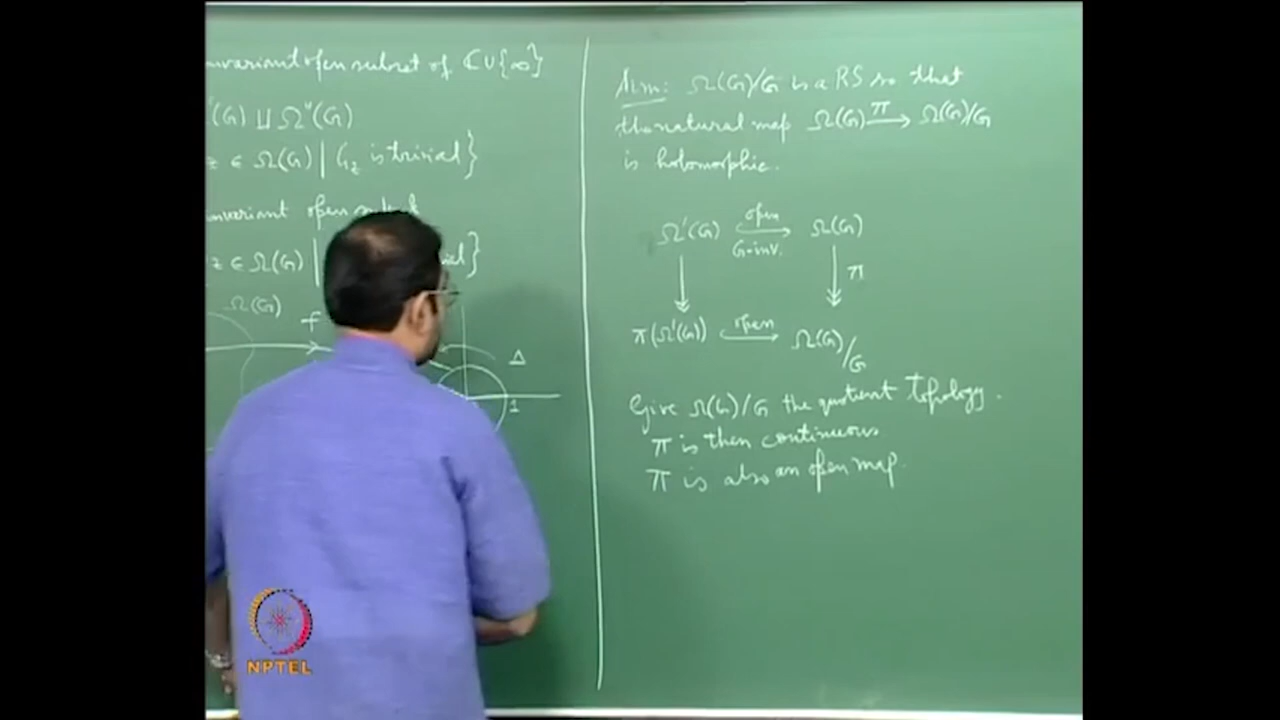 invariant open subset of ℂ∪{∞}
(G) ⊔ Ω''(G)
z ∈ Ω(G) | G_z is trivial}
invariant open subset
z ∈ Ω(G) |
Ω(G)
f
Δ
1
Aim: Ω(G)/G is a RS so that
the natural map Ω(G) —π→ Ω(G)/G
is holomorphic.
Ω'(G) open G-inv. Ω(G)
π
π(Ω'(G)) open Ω(G)/G
Give Ω(G)/G the quotient topology.
π is then continuous.
π is also an open map.
NPTEL